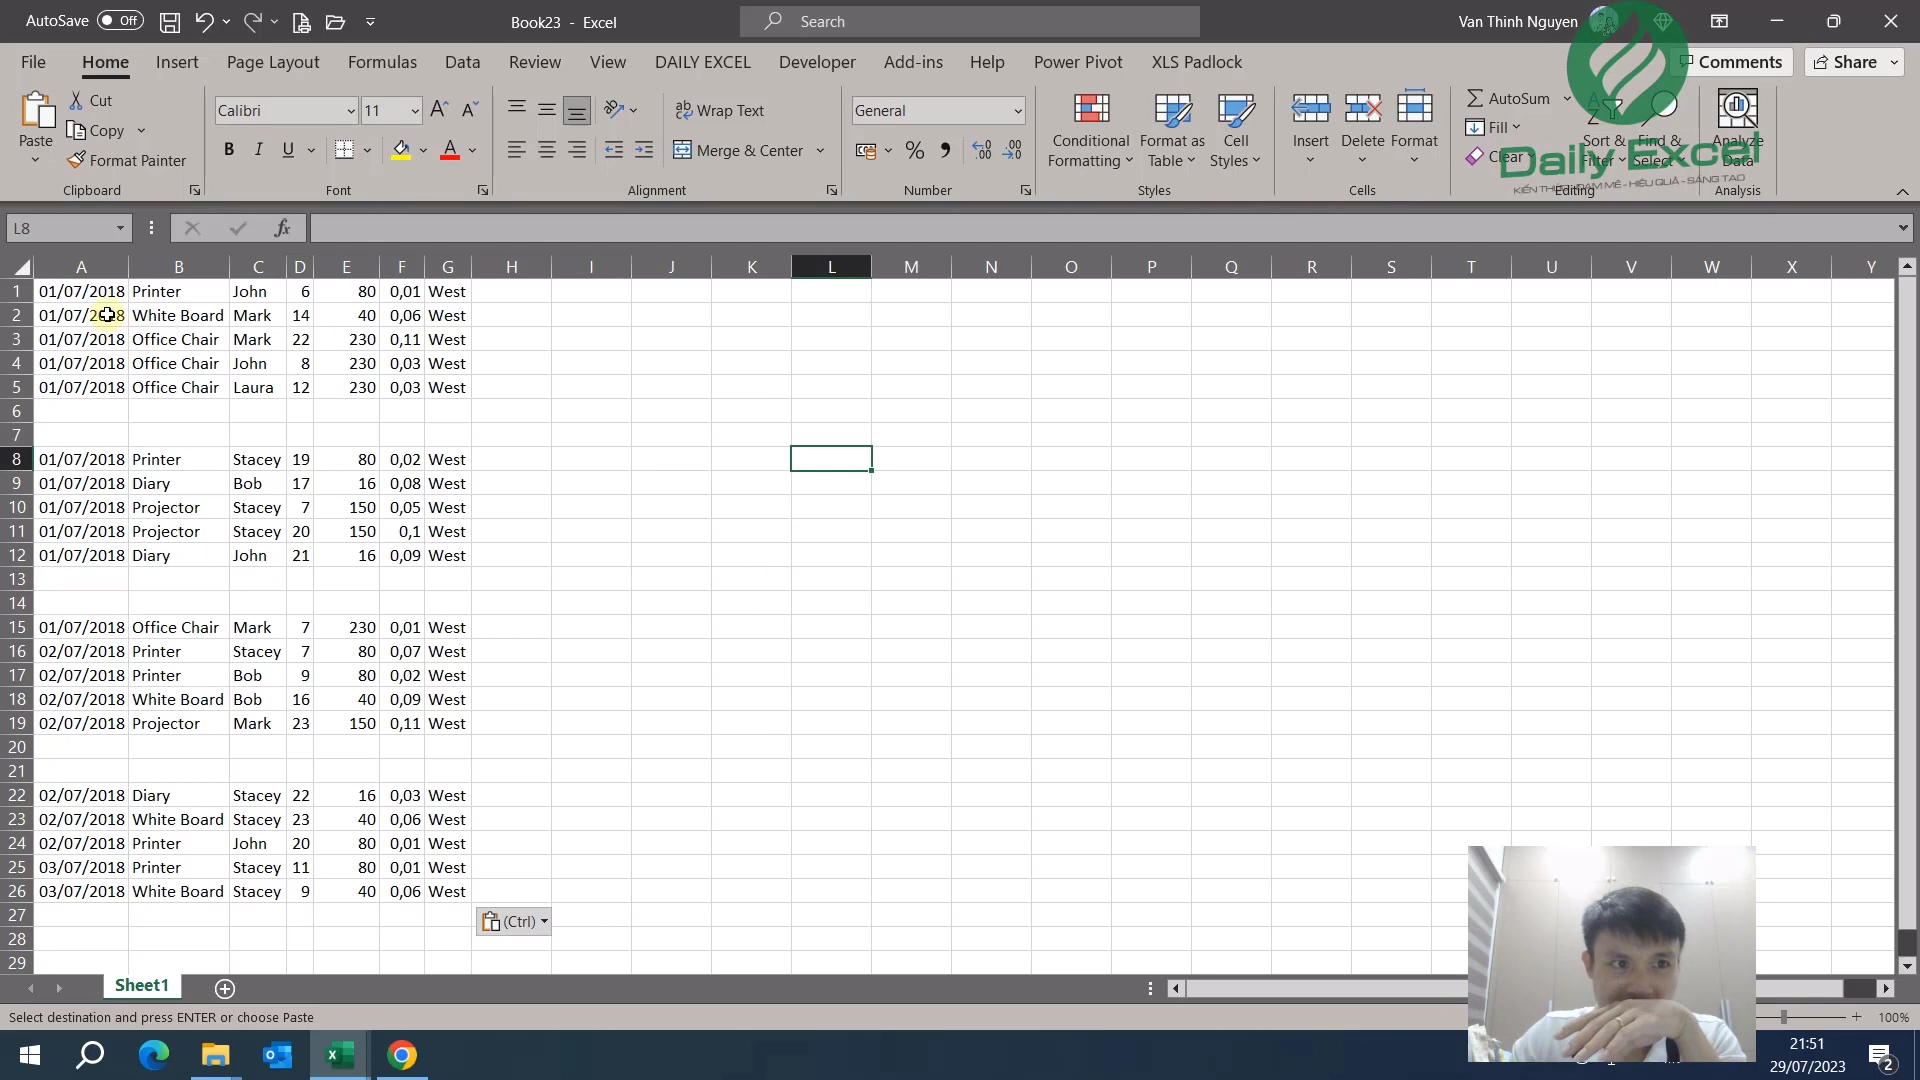 AutoSave Off Book23 - Excel Search Van Thinh Nguyen
File Home Insert Page Layout Formulas Data Review View DAILY EXCEL Developer Add-ins Help Power Pivot XLS Padlock Comments Share
Cut
Copy
Format Painter
Paste
Clipboard
Calibri 11
B I U
Font
Wrap Text
Merge & Center
Alignment
General
% 
Number
Conditional Formatting
Format as Table
Cell Styles
Styles
Insert Delete Format
Cells
AutoSum
Fill
Clear
Sort & Filter
Find & Select
Editing
Analyze Data
Analysis
Daily Excel
L8 fx
A B C D E F G H I J K L M N O P Q R S T U V W X Y
1 01/07/2018 Printer John 6 80 0,01 West
2 01/07/2018 White Board Mark 14 40 0,06 West
3 01/07/2018 Office Chair Mark 22 230 0,11 West
4 01/07/2018 Office Chair John 8 230 0,03 West
5 01/07/2018 Office Chair Laura 12 230 0,03 West
6
7
8 01/07/2018 Printer Stacey 19 80 0,02 West
9 01/07/2018 Diary Bob 17 16 0,08 West
10 01/07/2018 Projector Stacey 7 150 0,05 West
11 01/07/2018 Projector Stacey 20 150 0,1 West
12 01/07/2018 Diary John 21 16 0,09 West
13
14
15 01/07/2018 Office Chair Mark 7 230 0,01 West
16 02/07/2018 Printer Stacey 7 80 0,07 West
17 02/07/2018 Printer Bob 9 80 0,02 West
18 02/07/2018 White Board Bob 16 40 0,09 West
19 02/07/2018 Projector Mark 23 150 0,11 West
20
21
22 02/07/2018 Diary Stacey 22 16 0,03 West
23 02/07/2018 White Board Stacey 23 40 0,06 West
24 02/07/2018 Printer John 20 80 0,01 West
25 03/07/2018 Printer Stacey 11 80 0,01 West
26 03/07/2018 White Board Stacey 9 40 0,06 West
27 (Ctrl)
28
29
Sheet1
Select destination and press ENTER or choose Paste 100%
21:51
29/07/2023
2